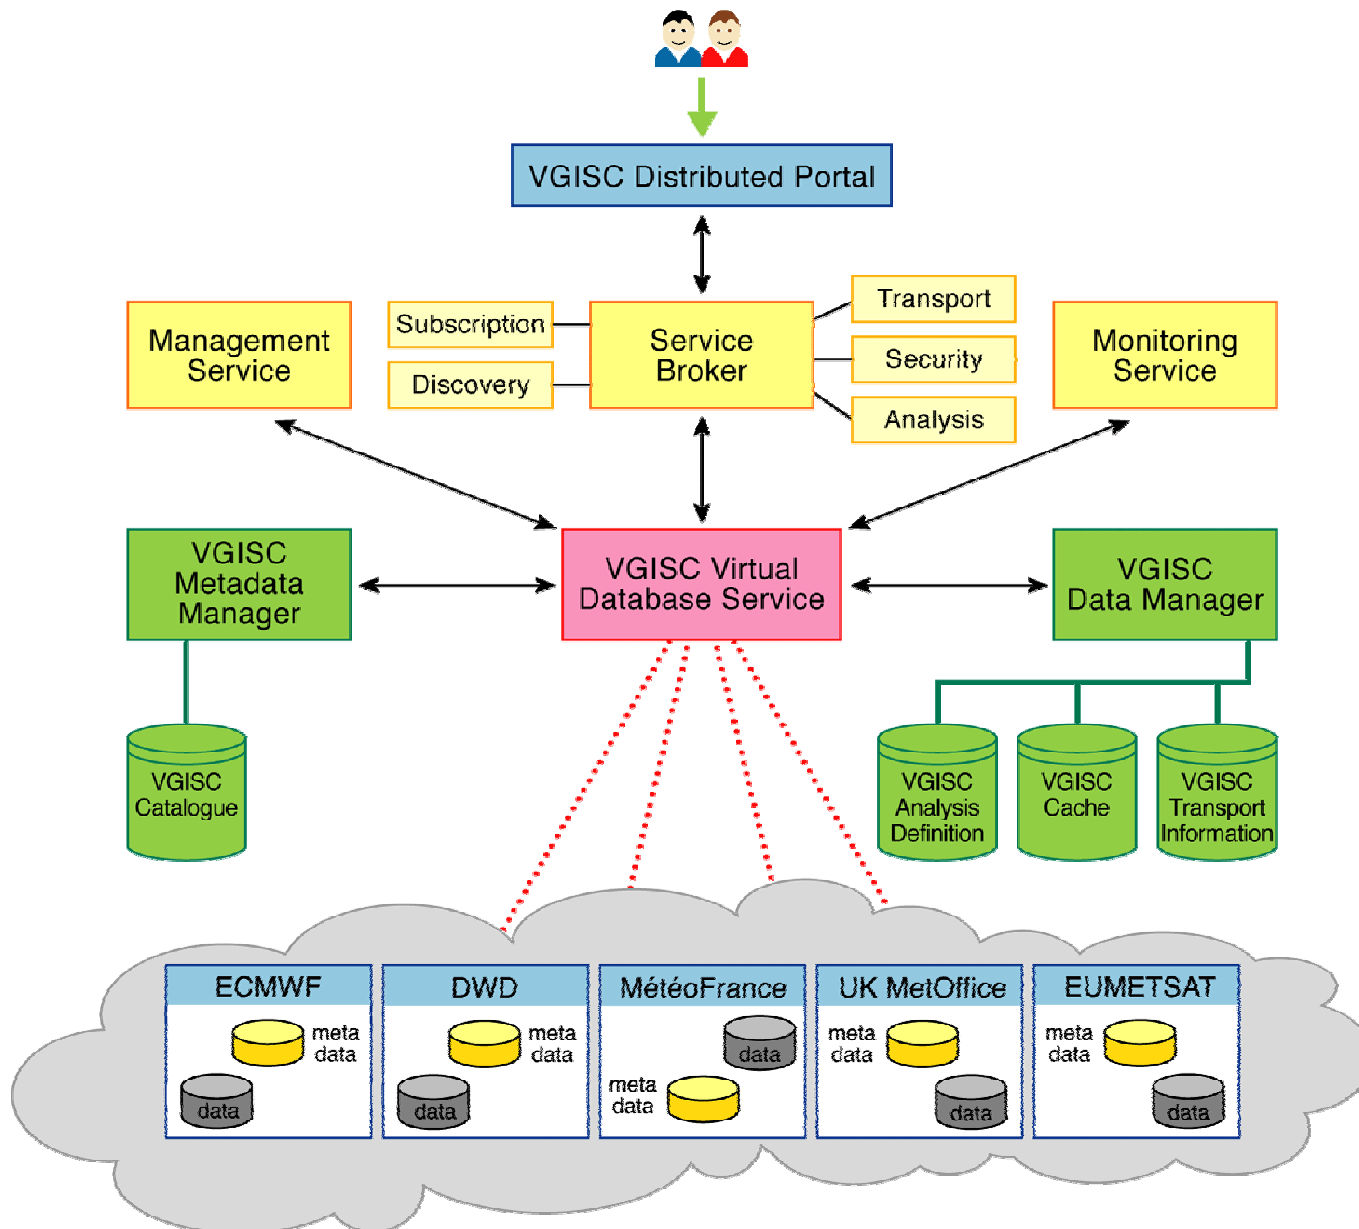 VGISC Distributed Portal
Management
Service
Subscription
Discovery
Service
Broker
Transport
Security
Analysis
Monitoring
Service
VGISC
Metadata
Manager
VGISC Virtual
Database Service
VGISC
Data Manager
VGISC
Catalogue
VGISC
Analysis
Definition
VGISC
Cache
VGISC
Transport
Information
ECMWF
meta
data
data
DWD
meta
data
data
MétéoFrance
data
meta
data
UK MetOffice
meta
data
data
EUMETSAT
meta
data
data